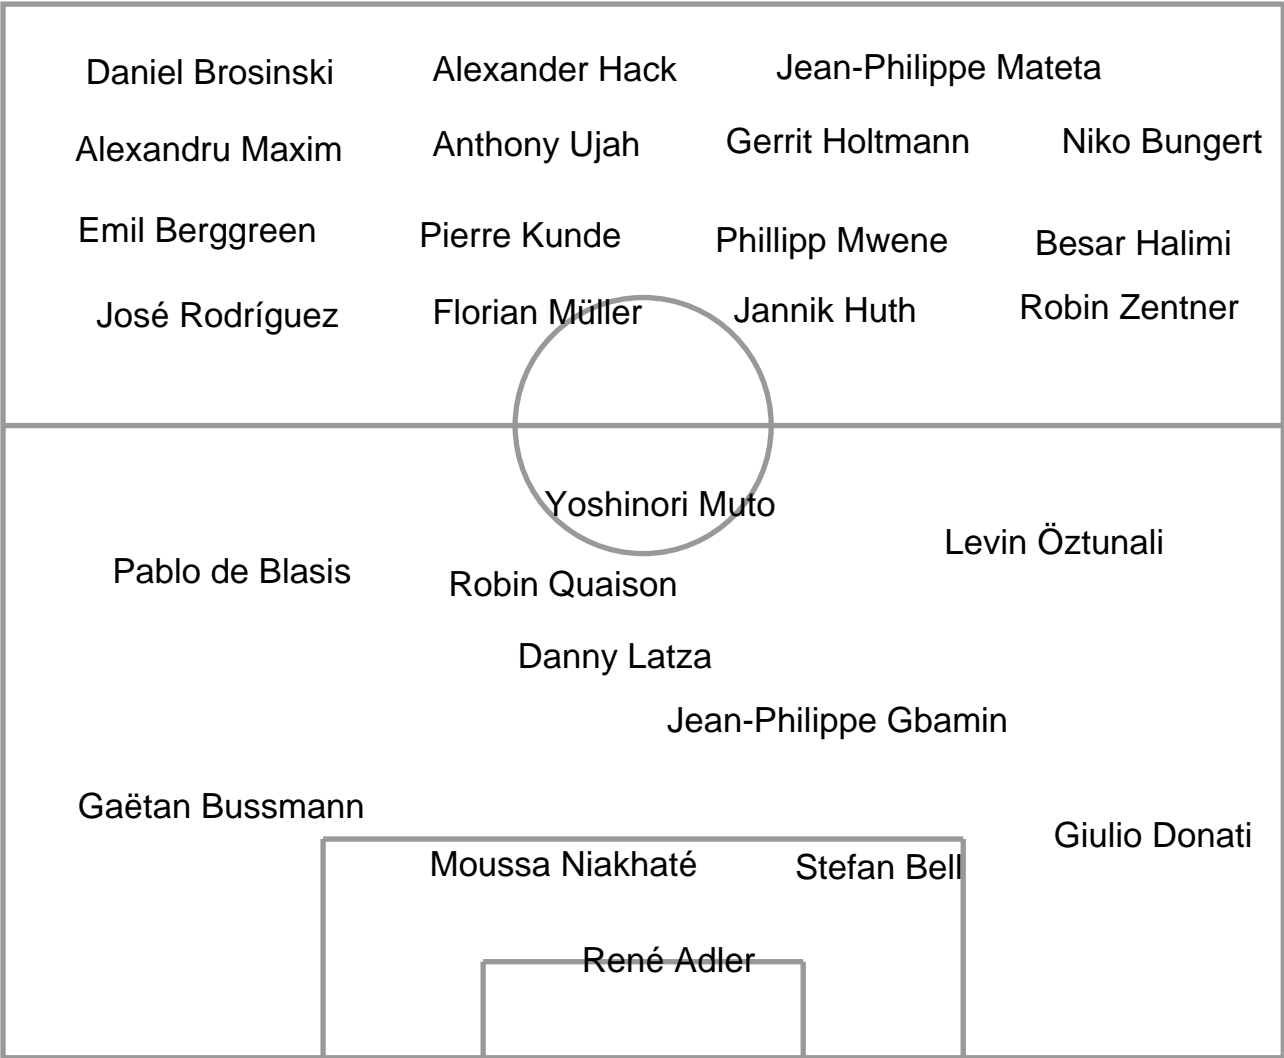 Daniel Brosinski
Alexander Hack
Jean-Philippe Mateta
Alexandru Maxim
Anthony Ujah
Gerrit Holtmann
Niko Bungert
Emil Berggreen
Pierre Kunde
Phillipp Mwene
Besar Halimi
José Rodríguez
Florian Müller
Jannik Huth
Robin Zentner
Yoshinori Muto
Levin Öztunali
Pablo de Blasis
Robin Quaison
Danny Latza
Jean-Philippe Gbamin
Gaëtan Bussmann
Giulio Donati
Moussa Niakhaté
Stefan Bell
René Adler